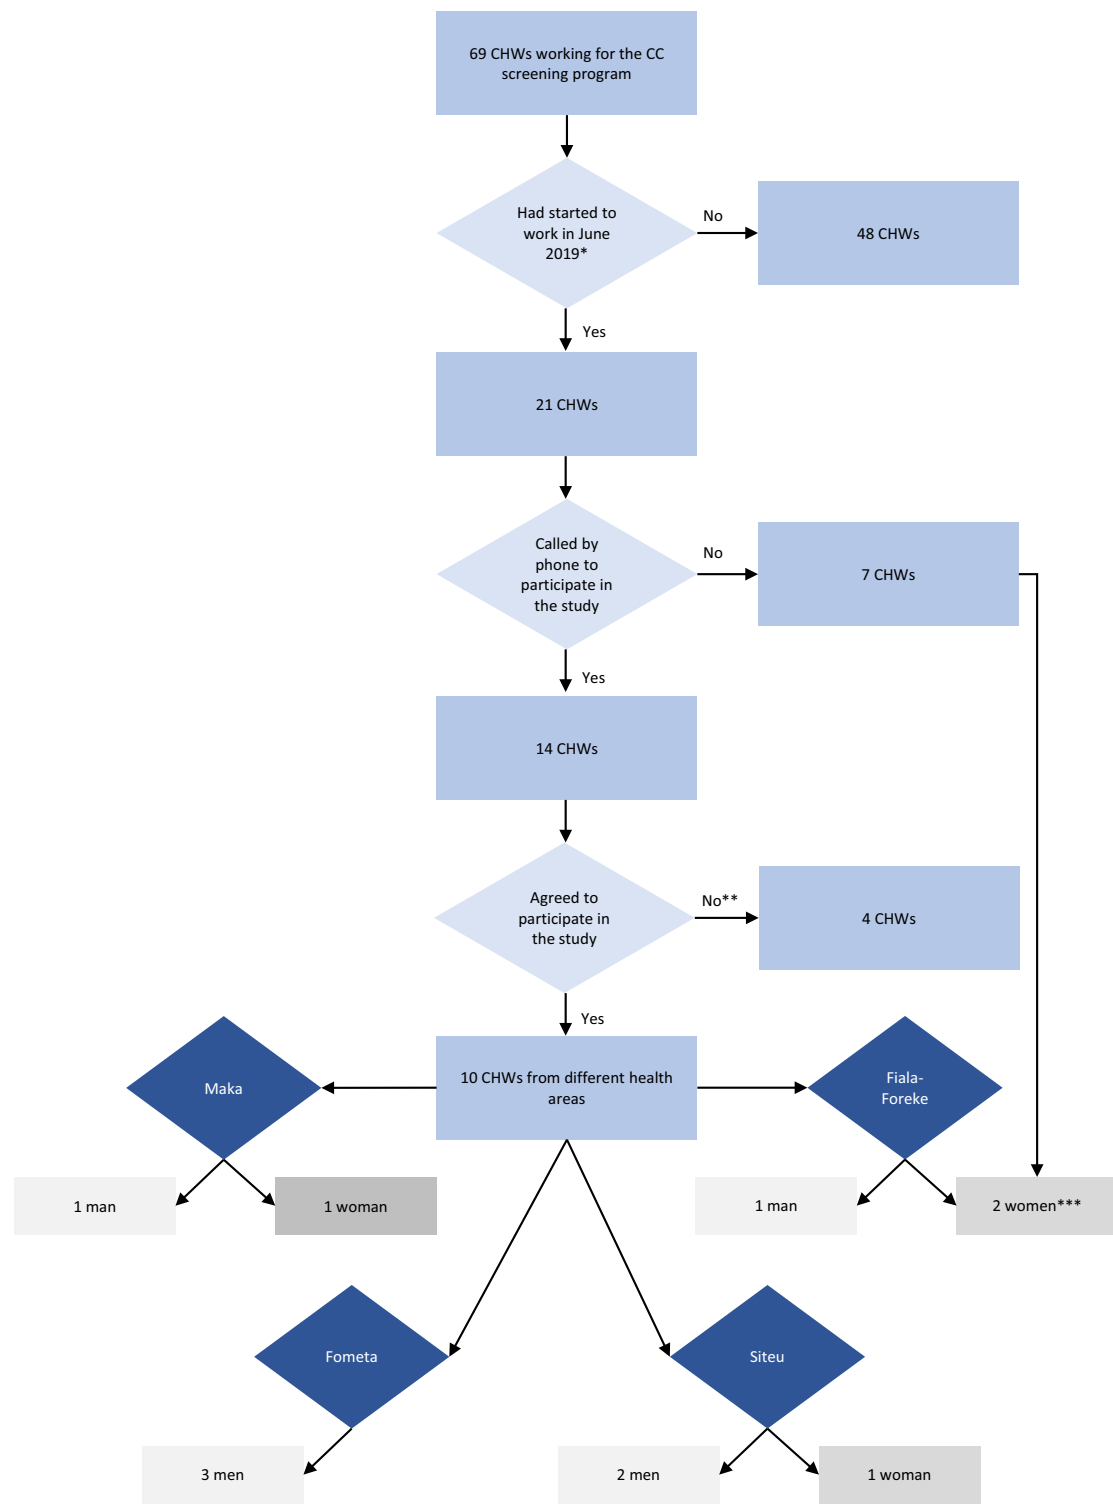 69 CHWs working for the CC
screening program
Had started to
work in June
2019*
No
48 CHWs
Yes
21 CHWs
Called by
phone to
participate in
the study
No
7 CHWs
Yes
14 CHWs
Agreed to
participate in
the study
No**
4 CHWs
Yes
10 CHWs from different health
areas
Maka
Fiala-
Foreke
1 man
1 woman
1 man
2 women***
Fometa
Siteu
3 men
2 men
1 woman